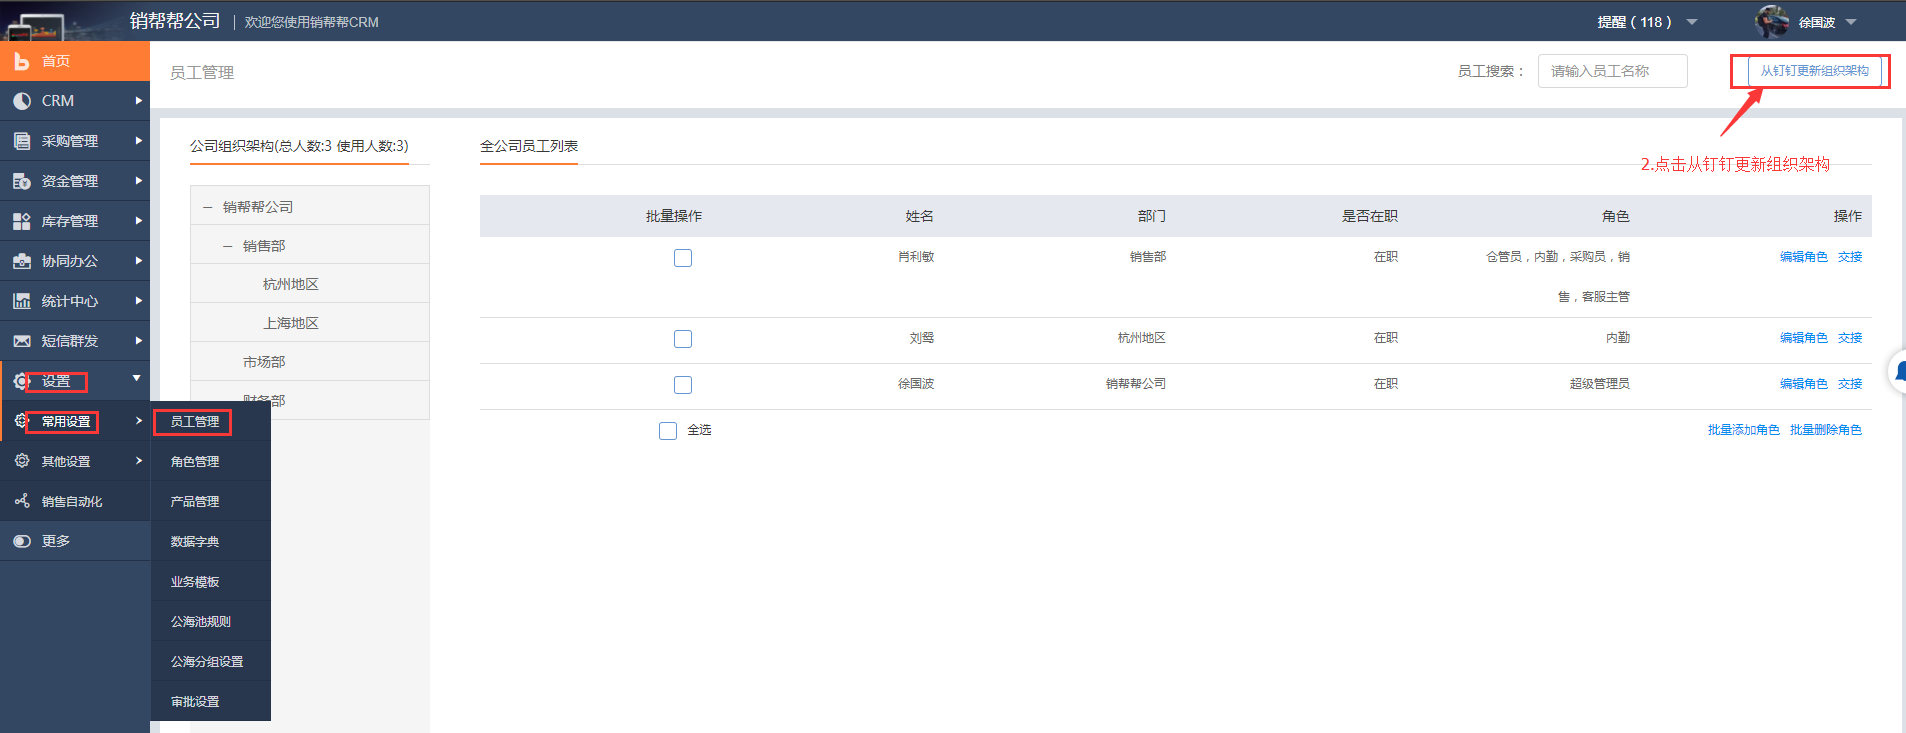 销帮帮公司 | 欢迎您使用销帮帮CRM
提醒（118） 徐国波
首页
CRM
采购管理
资金管理
库存管理
协同办公
统计中心
短信群发
设置
常用设置
其他设置
销售自动化
更多
员工管理
角色管理
产品管理
数据字典
业务模板
公海池规则
公海分组设置
审批设置
员工管理
员工搜索： 请输入员工名称 从钉钉更新组织架构
2.点击从钉钉更新组织架构
公司组织架构(总人数:3 使用人数:3)
销帮帮公司
销售部
杭州地区
上海地区
市场部
财务部
全公司员工列表
批量操作 姓名 部门 是否在职 角色 操作
肖利敏 销售部 在职 仓管员，内勤，采购员，销 编辑角色 交接
售，客服主管
刘 杭州地区 在职 内勤 编辑角色 交接
徐国波 销帮帮公司 在职 超级管理员 编辑角色 交接
全选 批量添加角色 批量删除角色